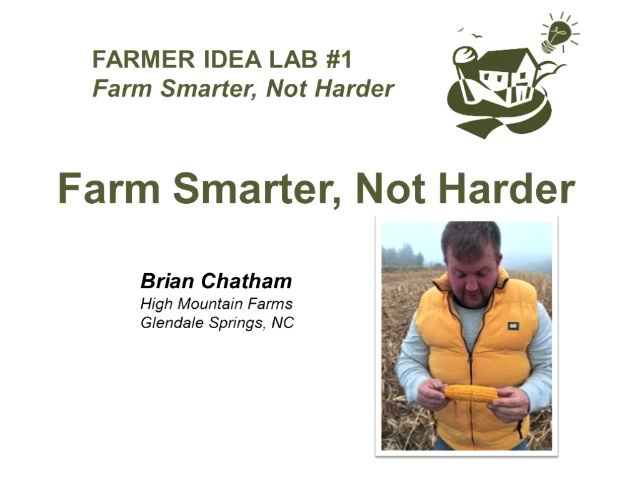 FARMER IDEA LAB #1
Farm Smarter, Not Harder
Farm Smarter, Not Harder
Brian Chatham
High Mountain Farms
Glendale Springs, NC